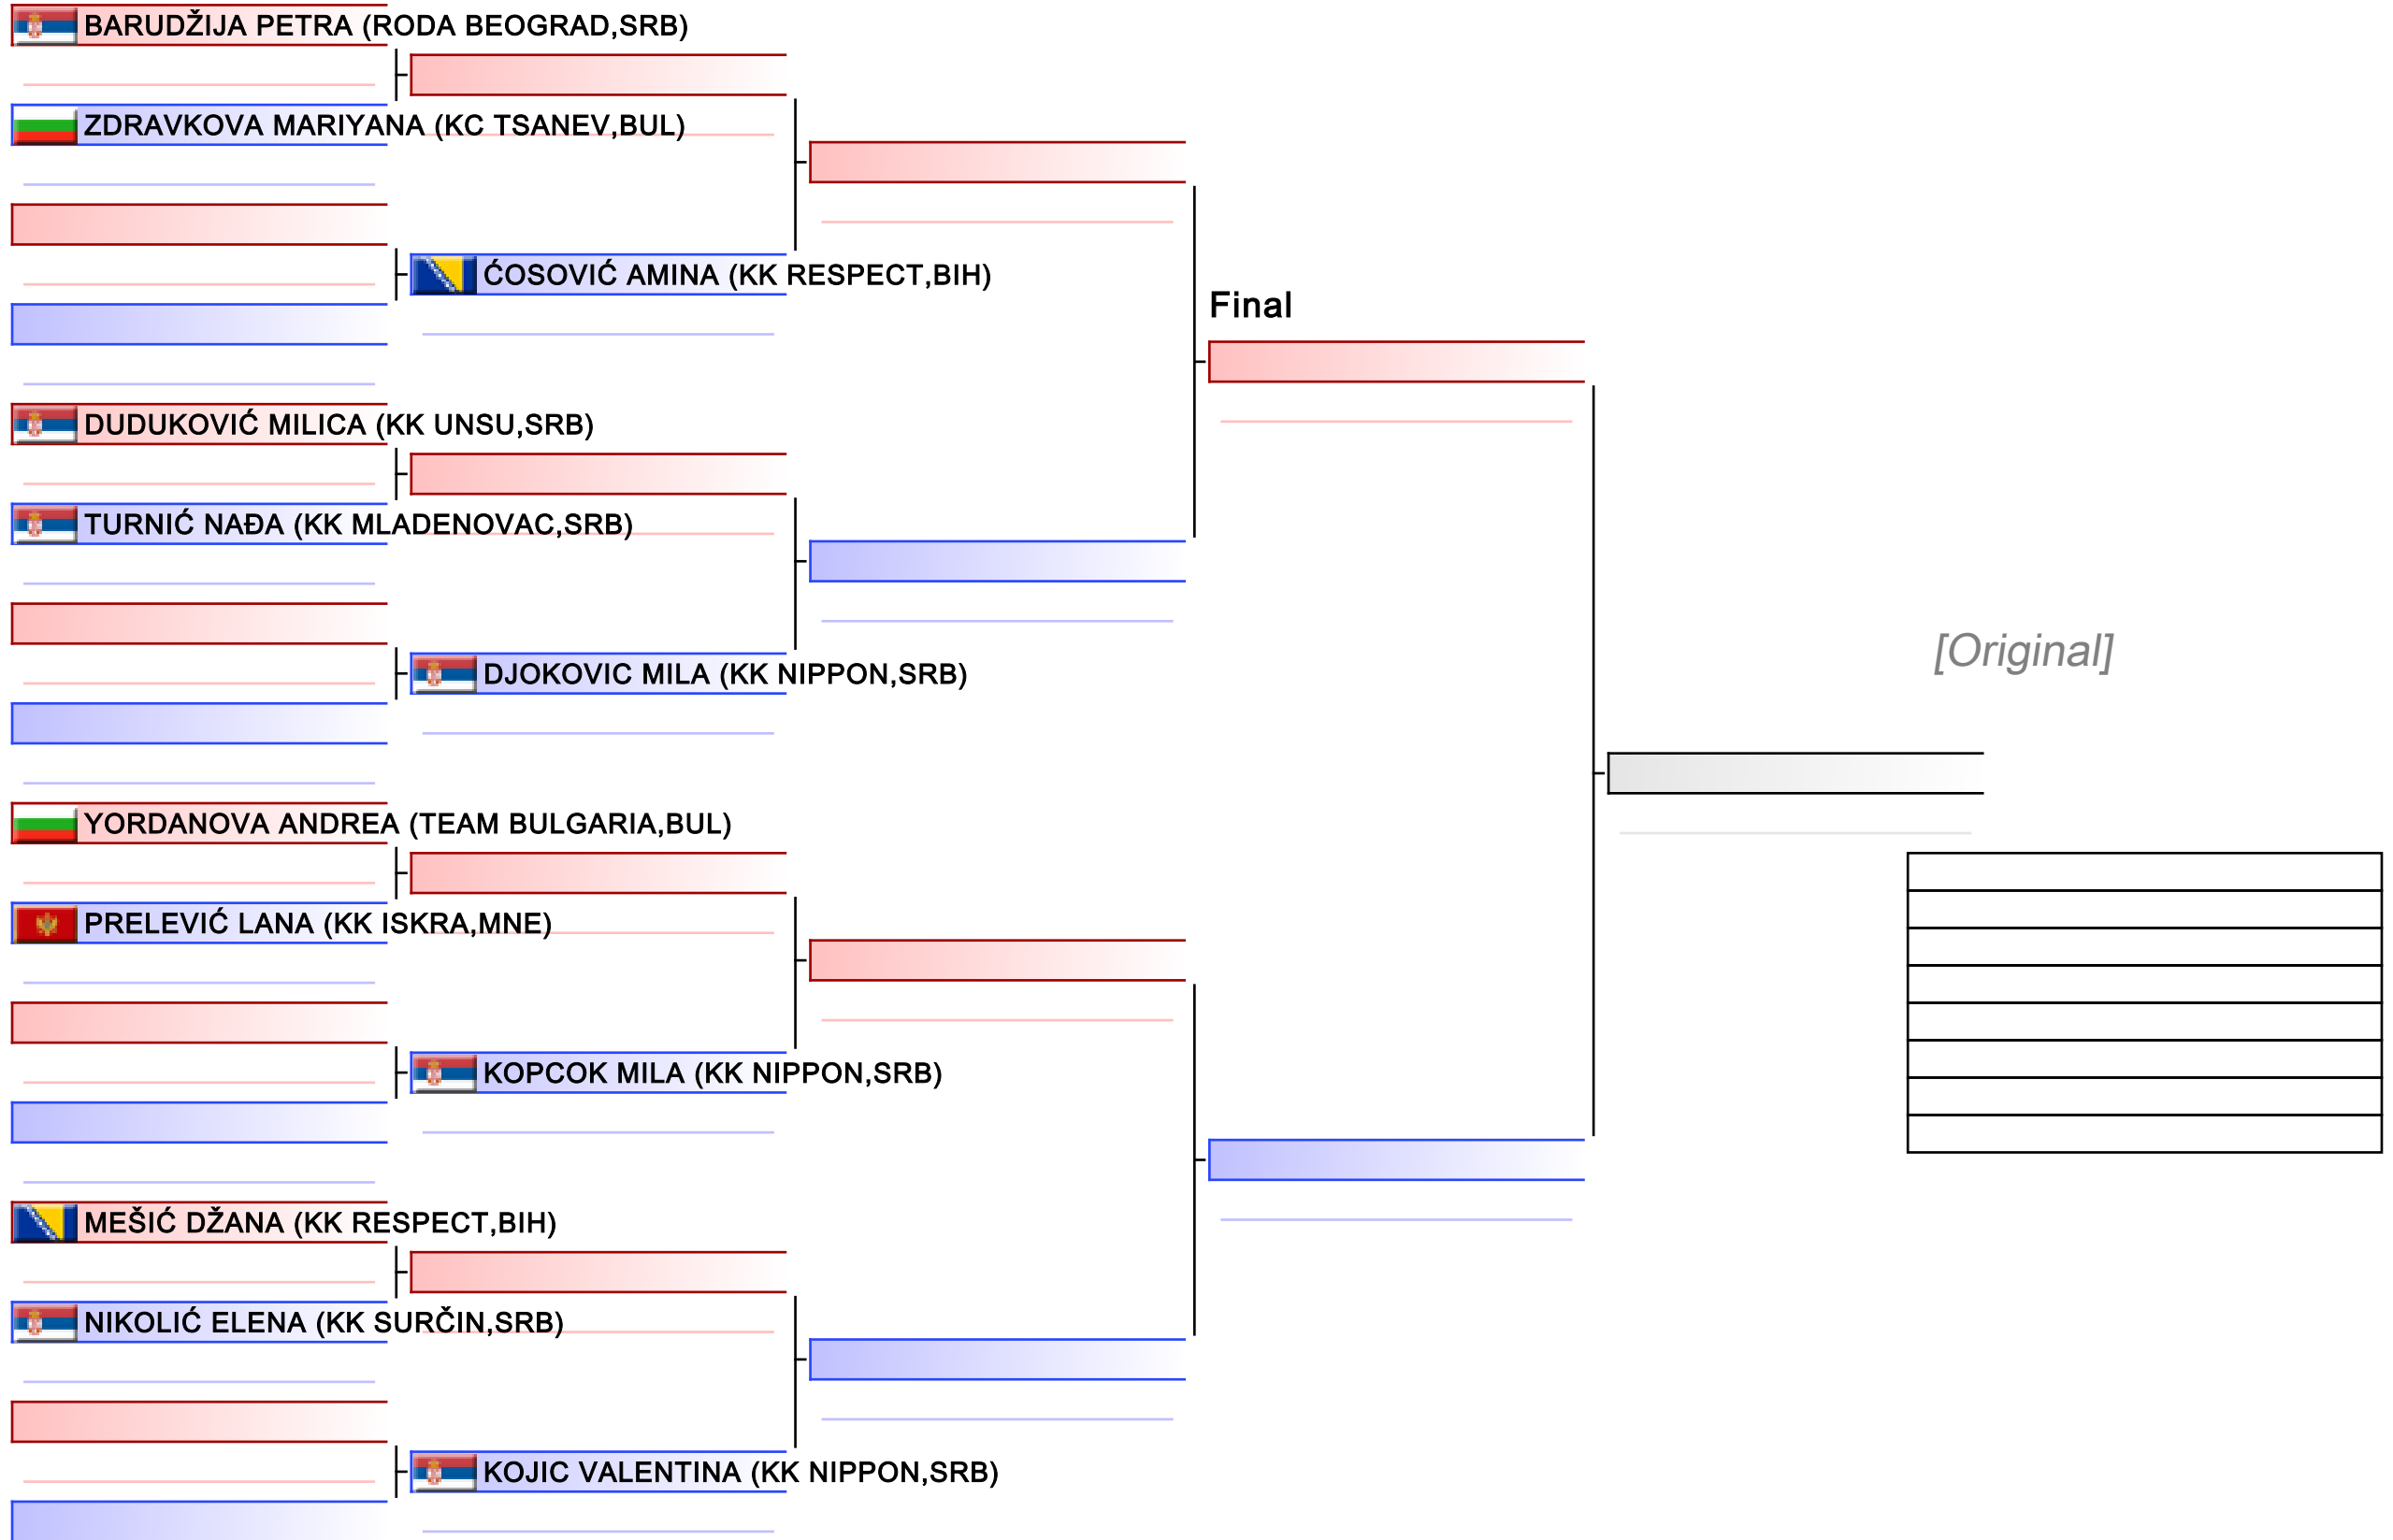 BARUDŽIJA PETRA (RODA BEOGRAD,SRB)
ZDRAVKOVA MARIYANA (KC TSANEV,BUL)
ĆOSOVIĆ AMINA (KK RESPECT,BIH)
Final
DUDUKOVIĆ MILICA (KK UNSU,SRB)
TURNIĆ NAĐA (KK MLADENOVAC,SRB)
[Original]
DJOKOVIC MILA (KK NIPPON,SRB)
YORDANOVA ANDREA (TEAM BULGARIA,BUL)
PRELEVIĆ LANA (KK ISKRA,MNE)
KOPCOK MILA (KK NIPPON,SRB)
MEŠIĆ DŽANA (KK RESPECT,BIH)
NIKOLIĆ ELENA (KK SURČIN,SRB)
KOJIC VALENTINA (KK NIPPON,SRB)